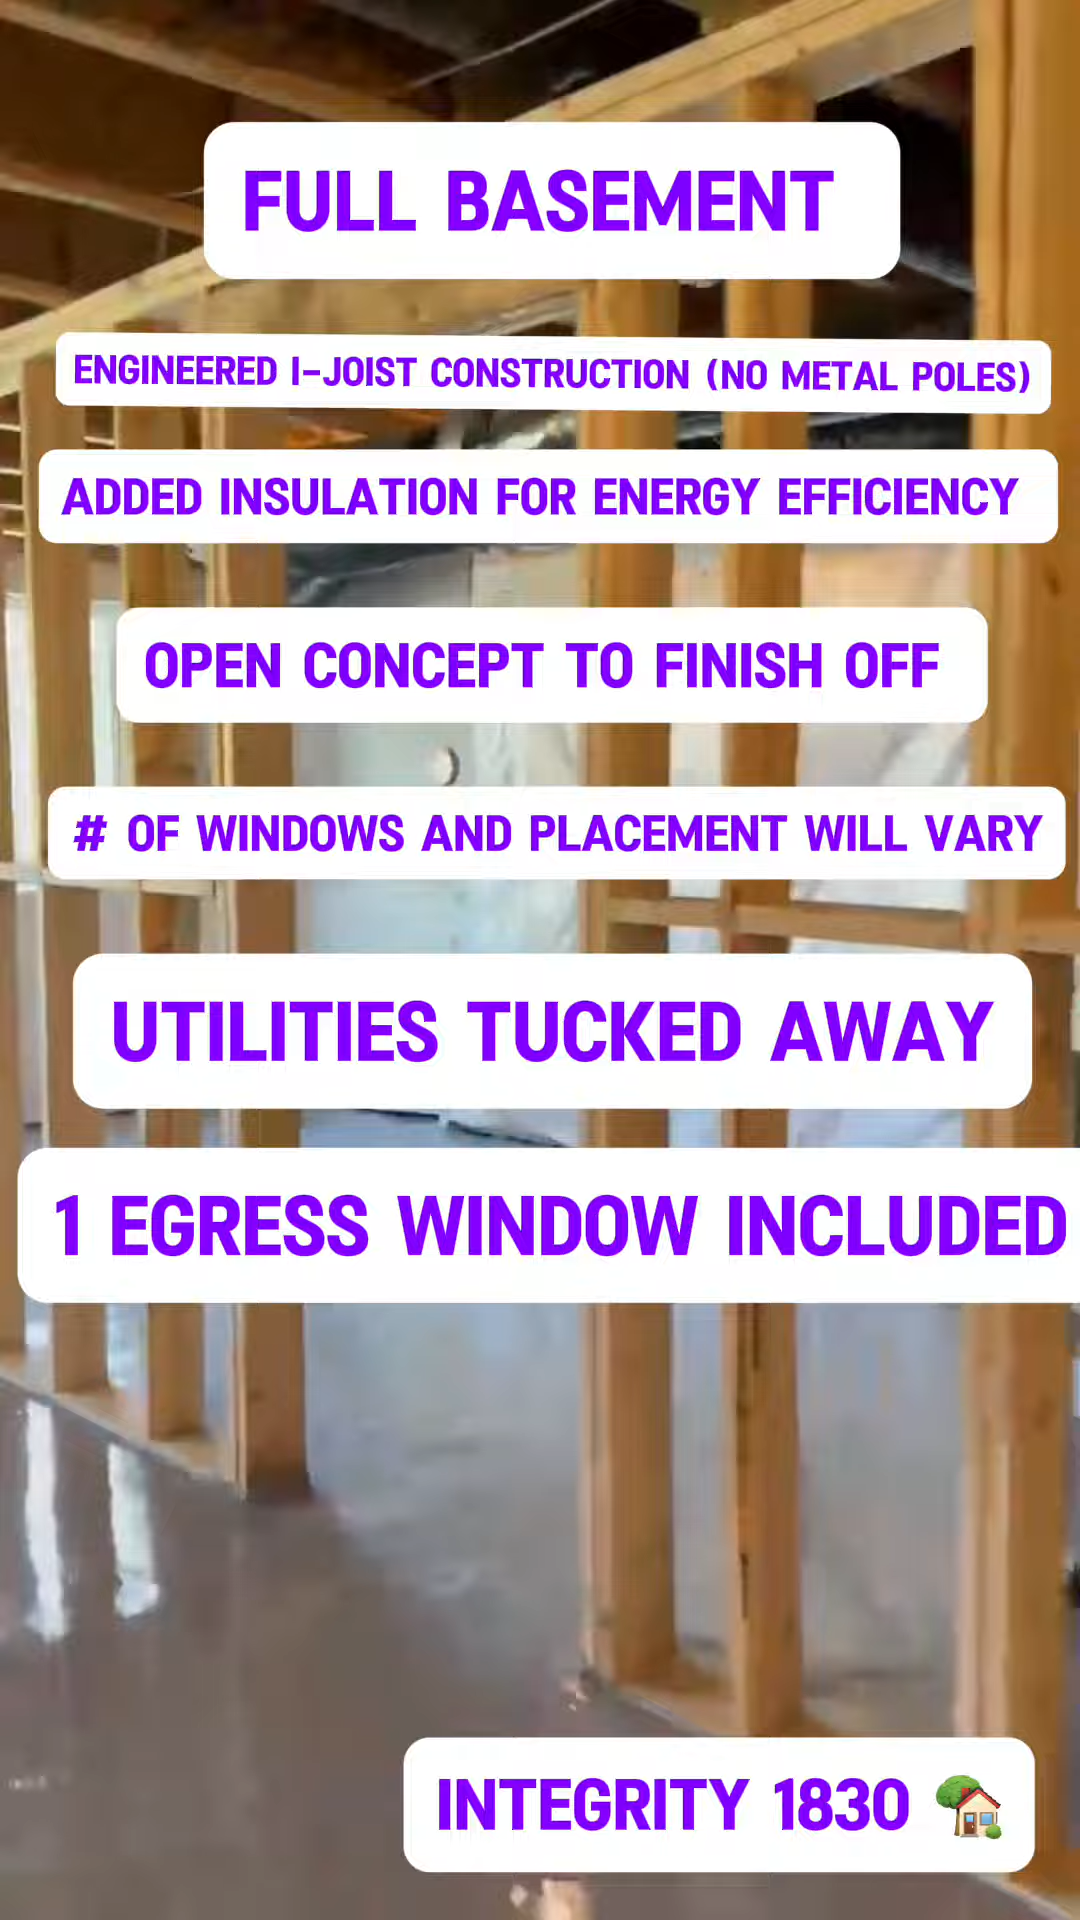 FULL BASEMENT
ENGINEERED I-JOIST CONSTRUCTION (NO METAL POLES)
ADDED INSULATION FOR ENERGY EFFICIENCY
OPEN CONCEPT TO FINISH OFF
# OF WINDOWS AND PLACEMENT WILL VARY
UTILITIES TUCKED AWAY
1 EGRESS WINDOW INCLUDED
INTEGRITY 1830 🏡